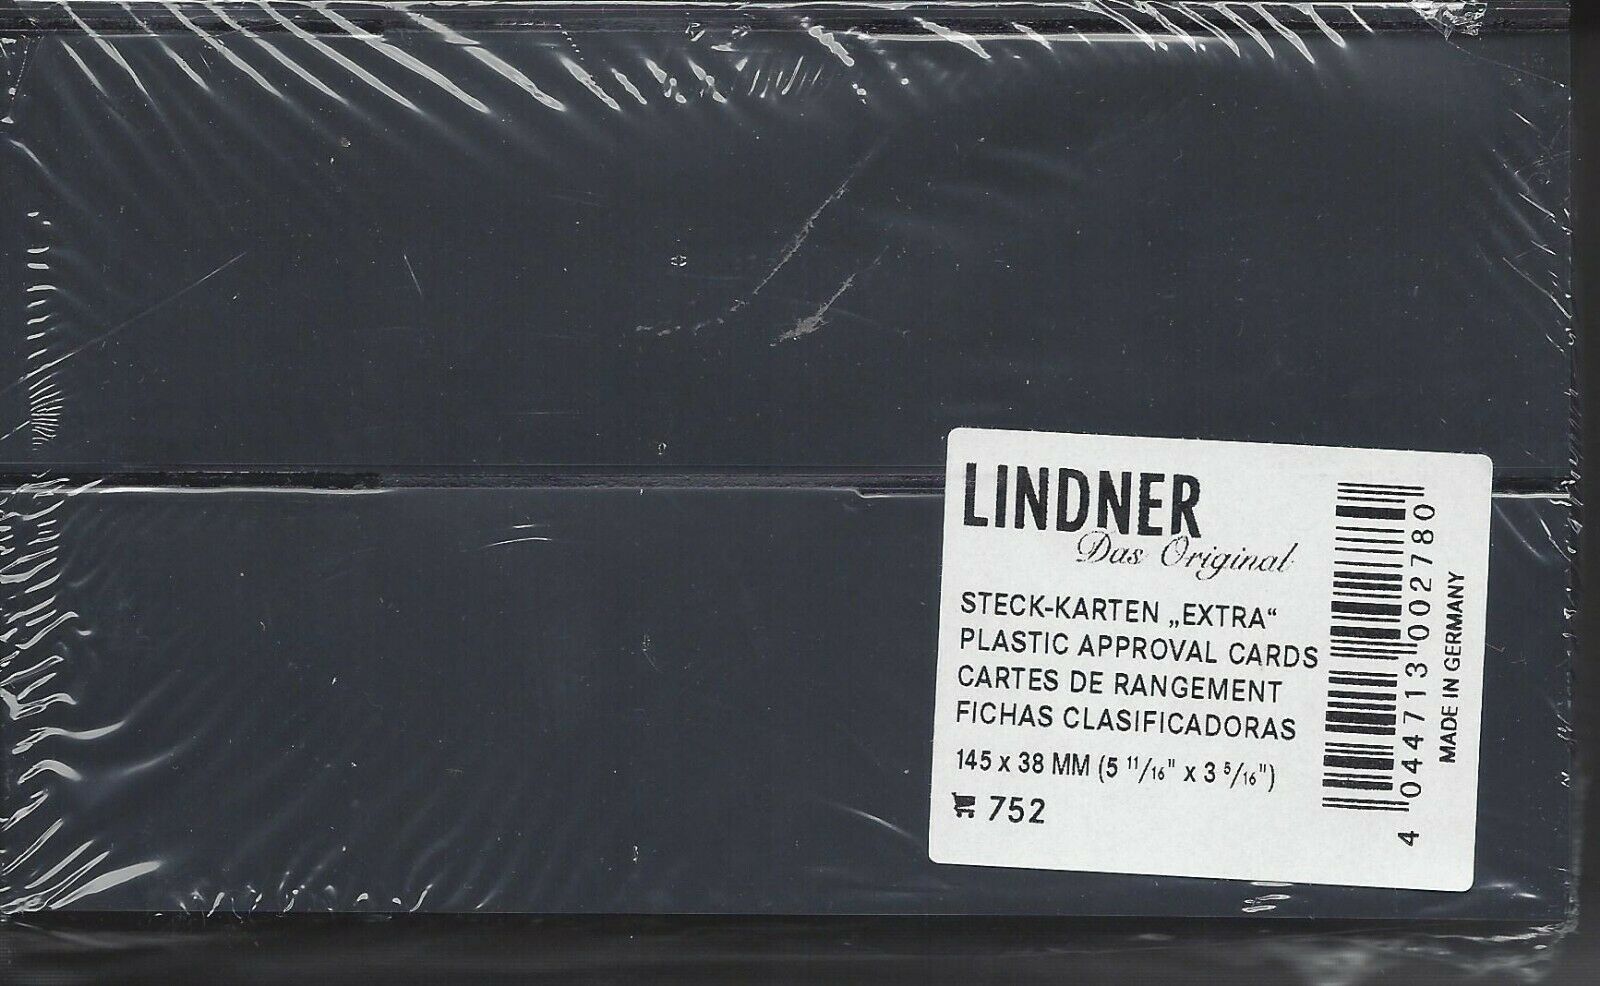 LINDNER
Das Original
STECK-KARTEN „EXTRA“
PLASTIC APPROVAL CARDS
CARTES DE RANGEMENT
FICHAS CLASIFICADORAS
145 x 38 MM (5 11/16" x 3 5/16")
752
4 044713 002780
MADE IN GERMANY